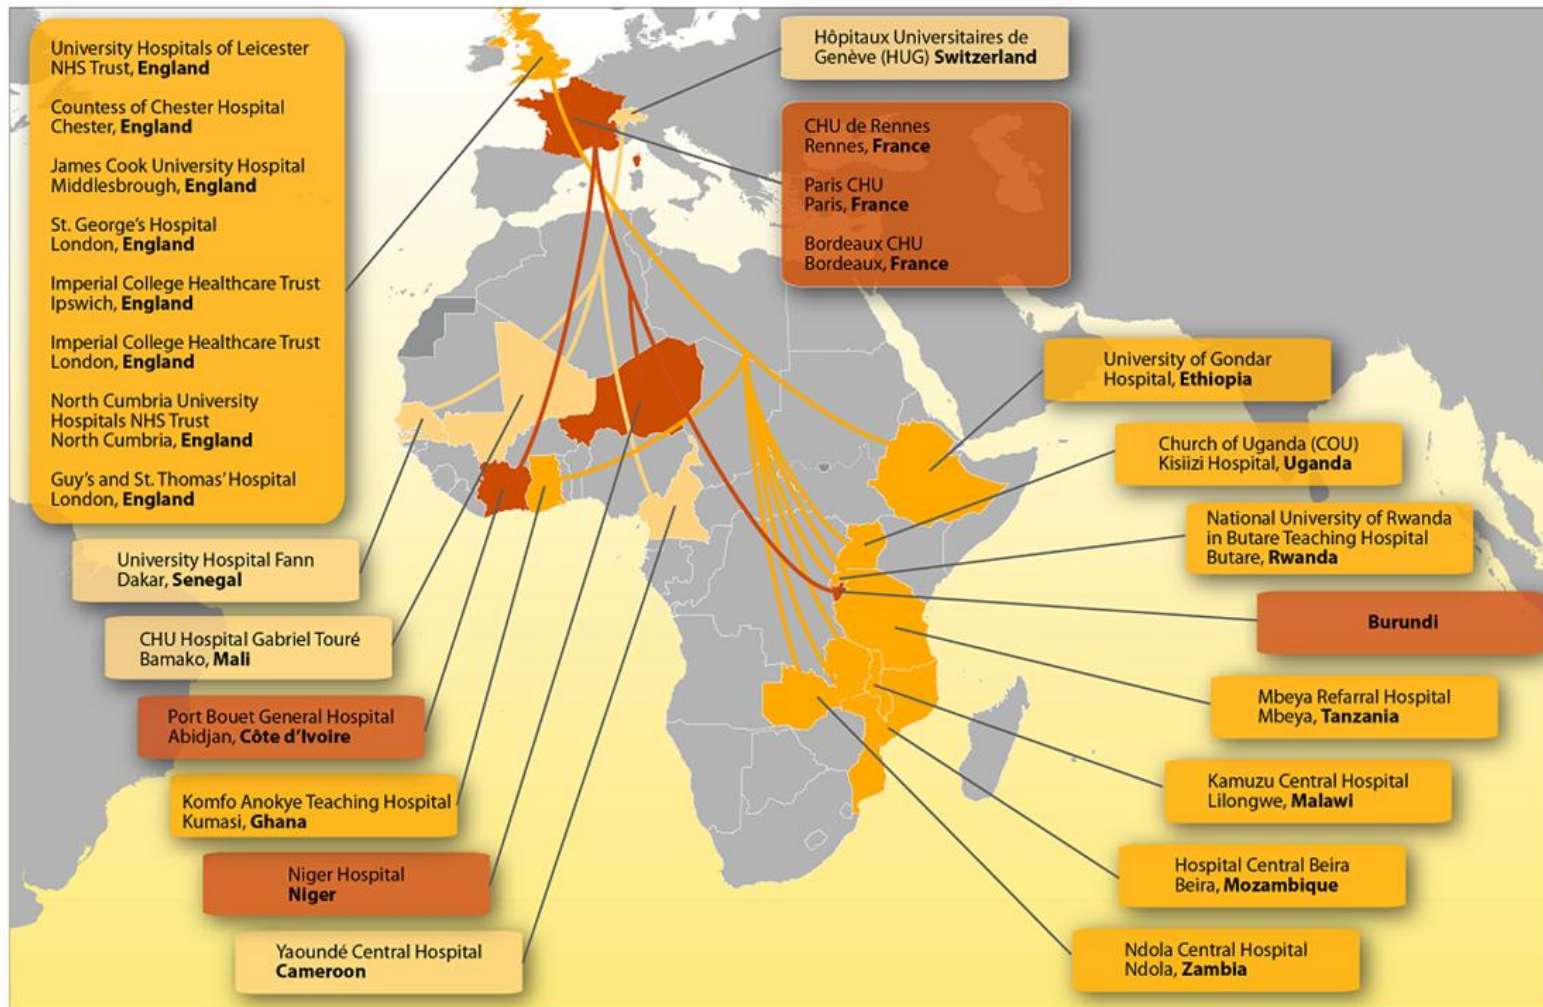 University Hospitals of Leicester
NHS Trust, England
Countess of Chester Hospital
Chester, England
James Cook University Hospital
Middlesbrough, England
St. George's Hospital
London, England
Imperial College Healthcare Trust
Ipswich, England
Imperial College Healthcare Trust
London, England
North Cumbria University
Hospitals NHS Trust
North Cumbria, England
Guy's and St. Thomas' Hospital
London, England
University Hospital Fann
Dakar, Senegal
CHU Hospital Gabriel Touré
Bamako, Mali
Port Bouet General Hospital
Abidjan, Côte d'Ivoire
Komfo Anokye Teaching Hospital
Kumasi, Ghana
Niger Hospital
Niger
Yaoundé Central Hospital
Cameroon
Hôpitaux Universitaires de
Genève (HUG) Switzerland
CHU de Rennes
Rennes, France
Paris CHU
Paris, France
Bordeaux CHU
Bordeaux, France
University of Gondar
Hospital, Ethiopia
Church of Uganda (COU)
Kisiizi Hospital, Uganda
National University of Rwanda
in Butare Teaching Hospital
Butare, Rwanda
Burundi
Mbeya Refarral Hospital
Mbeya, Tanzania
Kamuzu Central Hospital
Lilongwe, Malawi
Hospital Central Beira
Beira, Mozambique
Ndola Central Hospital
Ndola, Zambia